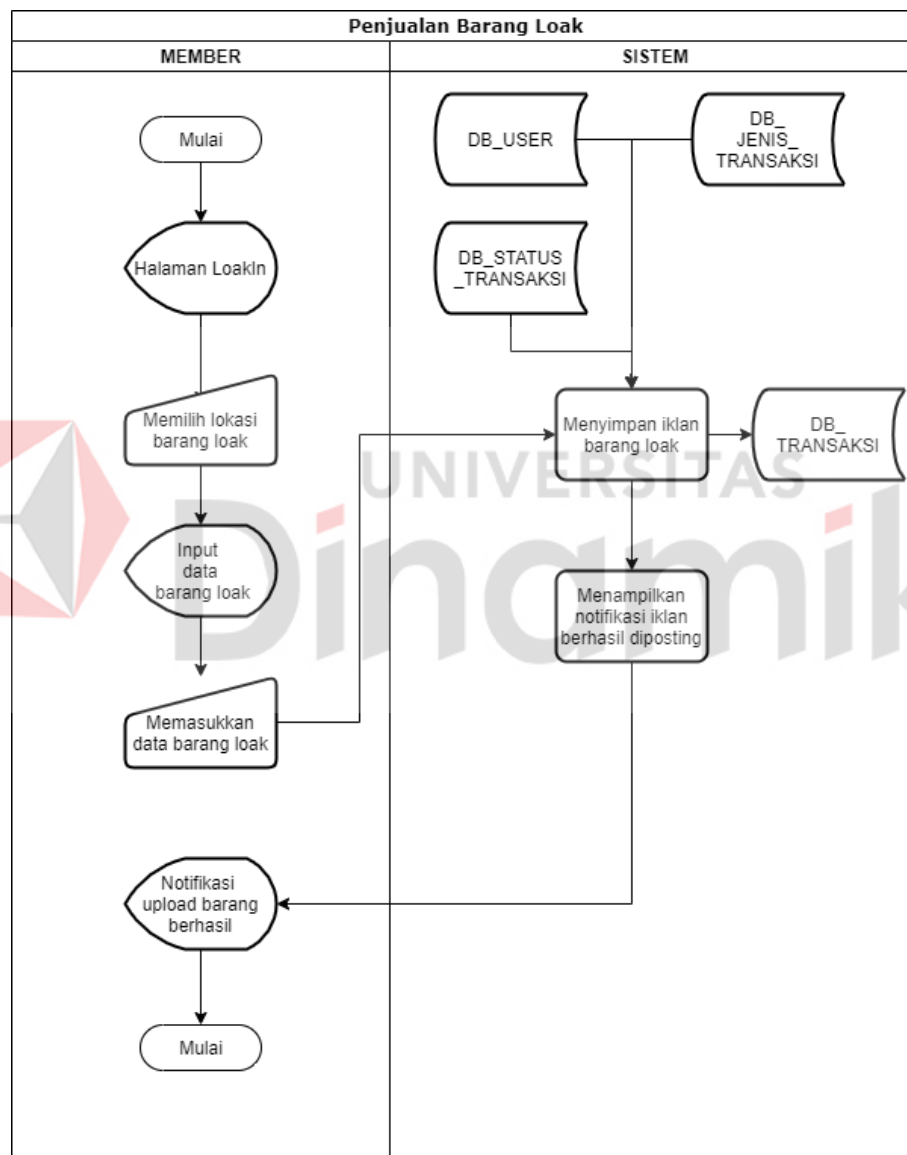 Penjualan Barang Loak
MEMBER
SISTEM
Mulai
DB_USER
DB_
JENIS_
TRANSAKSI
Halaman LoakIn
DB_STATUS
_TRANSAKSI
Memilih lokasi
barang loak
Menyimpan iklan
barang loak
DB_
TRANSAKSI
UNIVERSITAS
Dinamik
Input
data
barang loak
Menampilkan
notifikasi iklan
berhasil diposting
Memasukkan
data barang loak
Notifikasi
upload barang
berhasil
Mulai